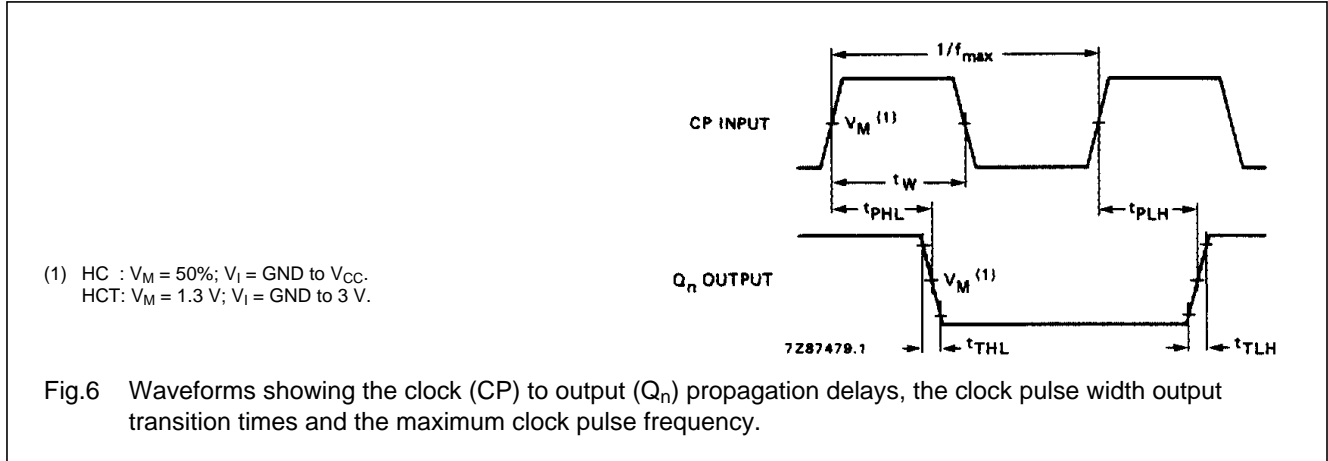 1/fmax
CP INPUT
VM (1)
tW
tPHL
tPLH
(1) HC : VM = 50%; VI = GND to VCC.
HCT: VM = 1.3 V; VI = GND to 3 V.
Qn OUTPUT
VM (1)
7Z87479.1
tTHL
tTLH
Fig.6 Waveforms showing the clock (CP) to output (Qn) propagation delays, the clock pulse width output
transition times and the maximum clock pulse frequency.